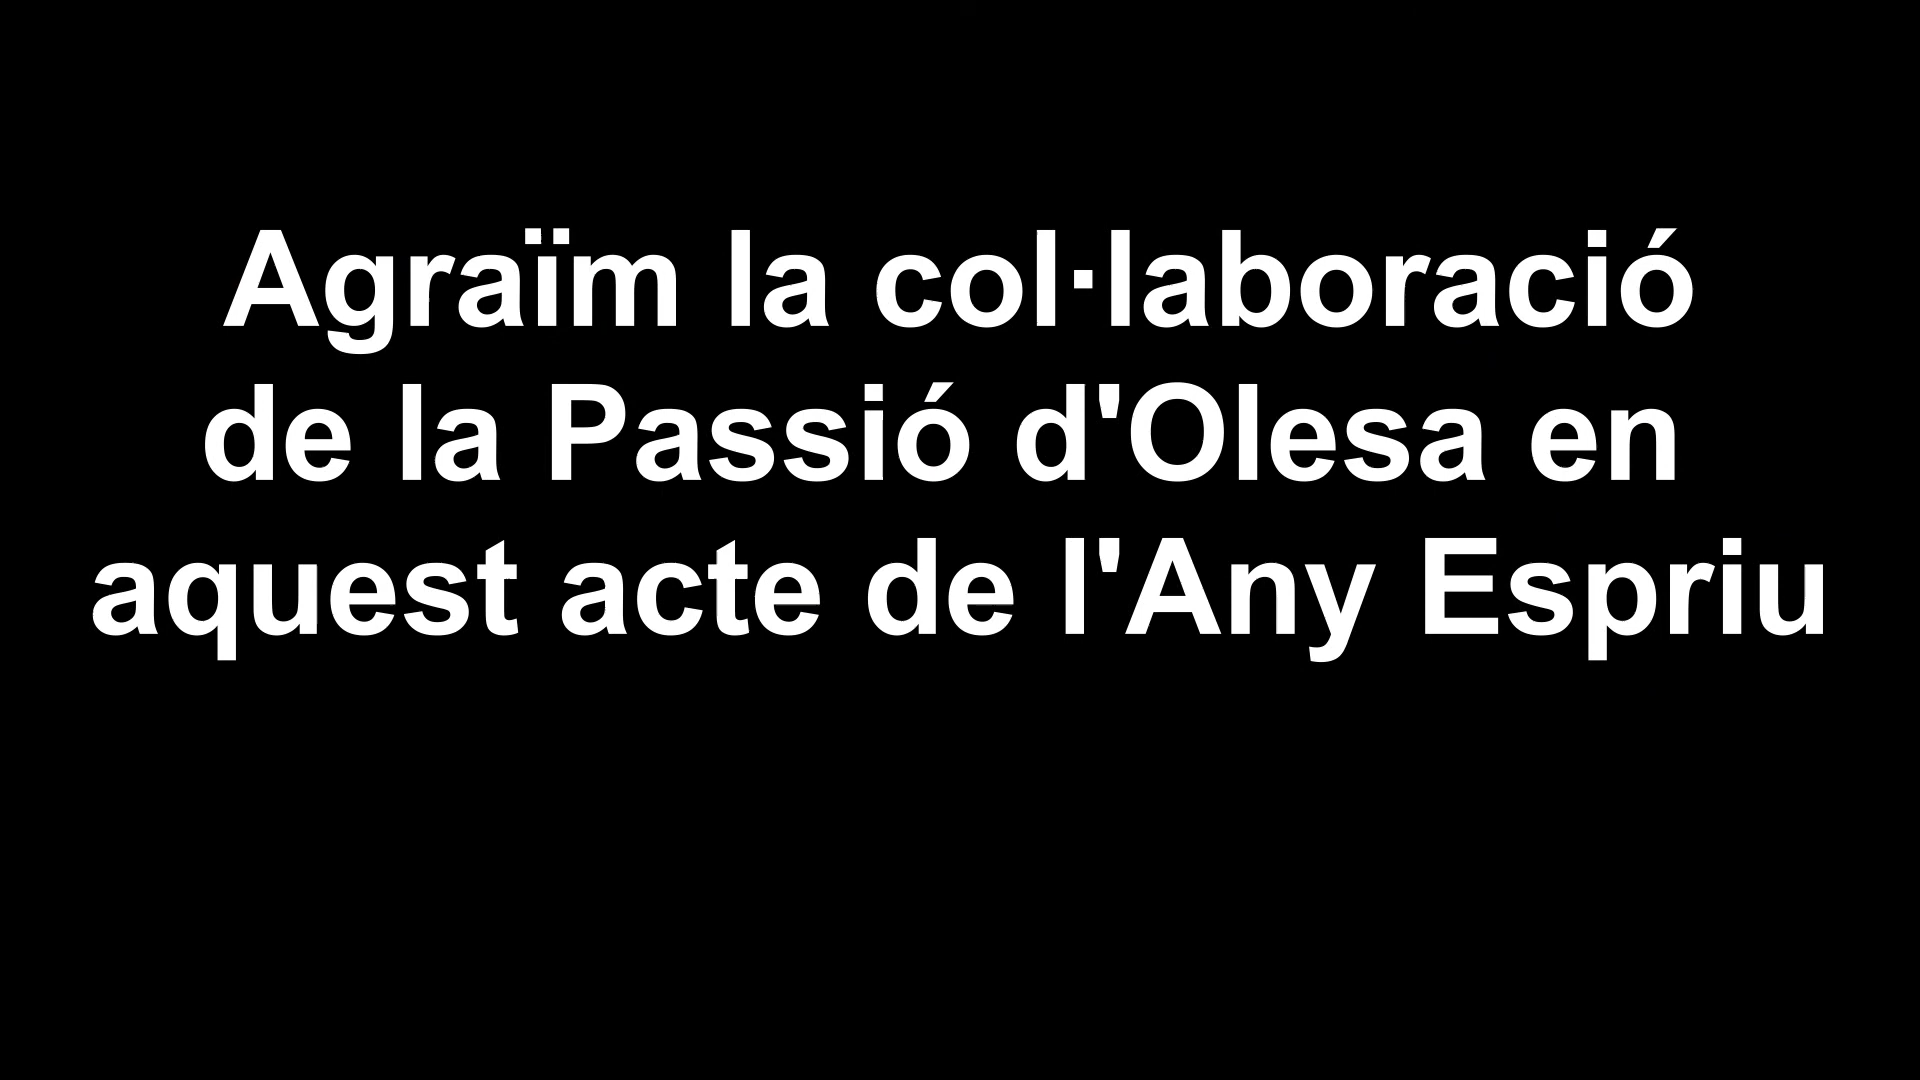 Agraïm la col·laboració
de la Passió d'Olesa en
aquest acte de l'Any Espriu